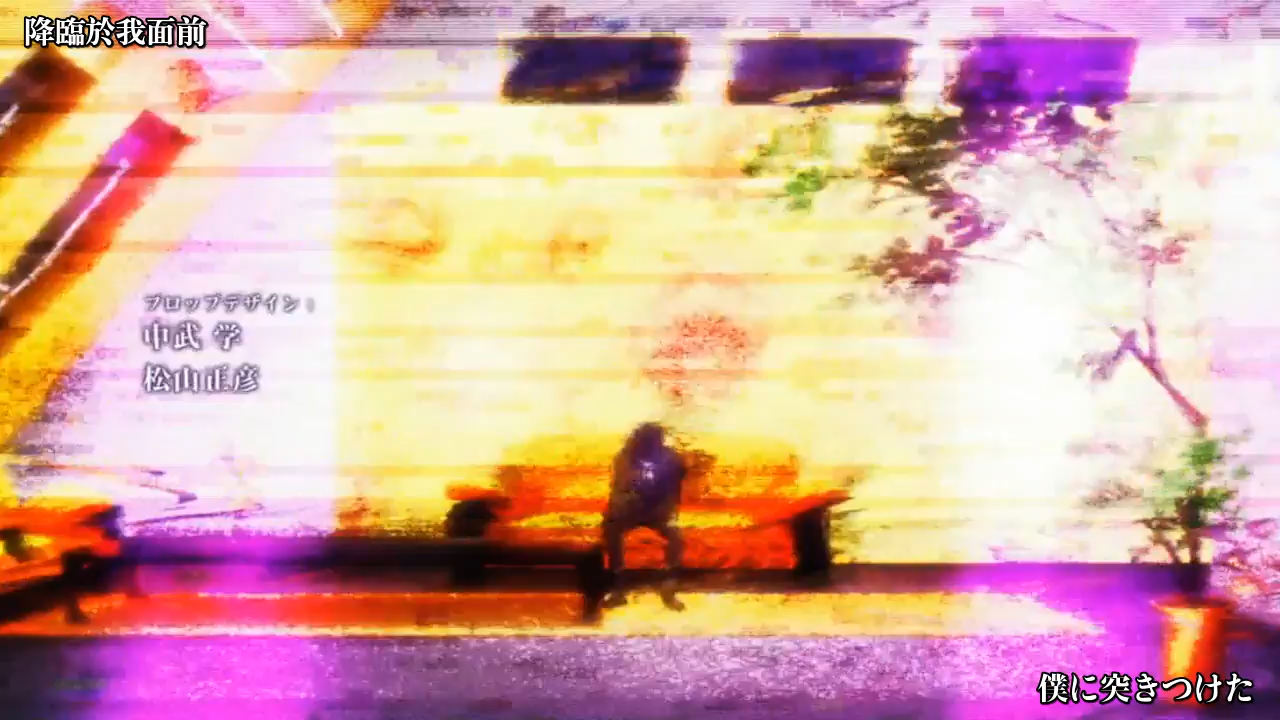 降臨於我面前
プロップデザイン：
中武 学
松山正彦
僕に突きつけた